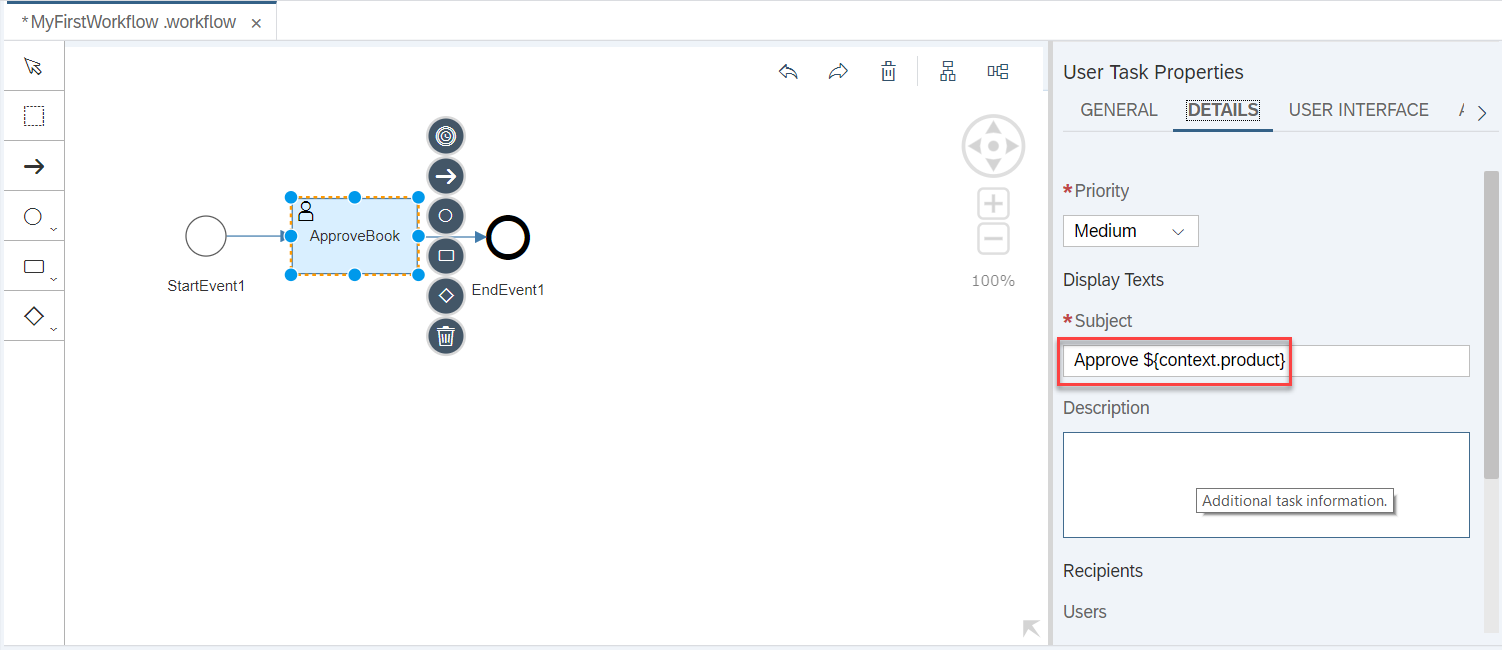 *MyFirstWorkflow .workflow ×
User Task Properties
GENERAL DETAILS USER INTERFACE
ApproveBook
StartEvent1
EndEvent1
100%
*Priority
Medium
Display Texts
*Subject
Approve ${context.product}
Description
Additional task information.
Recipients
Users